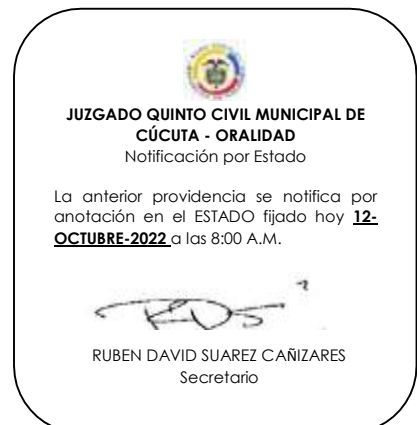 JUZGADO QUINTO CIVIL MUNICIPAL DE
CÚCUTA - ORALIDAD
Notificación por Estado
La anterior providencia se notifica por
anotación en el ESTADO fijado hoy 12-
OCTUBRE-2022 a las 8:00 A.M.
RUBEN DAVID SUAREZ CAÑIZARES
Secretario